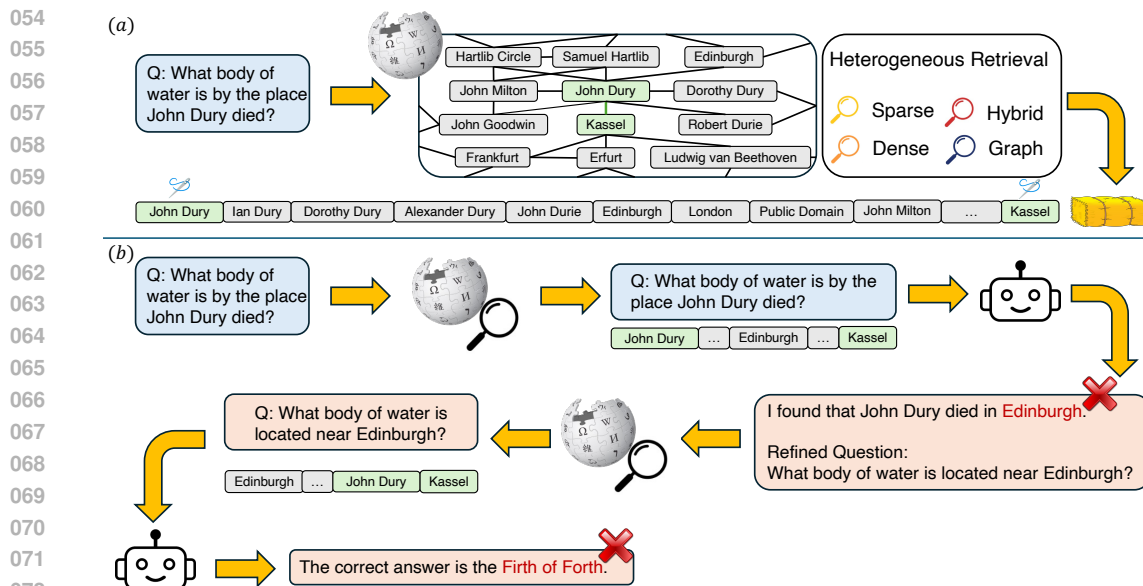 054
055
056
057
058
059
060
061
062
063
064
065
066
067
068
069
070
071
(a)
Q: What body of
water is by the place
John Dury died?
Hartlib Circle
Samuel Hartlib
Edinburgh
John Milton
John Dury
Dorothy Dury
John Goodwin
Kassel
Robert Durie
Frankfurt
Erfurt
Ludwig van Beethoven
Heterogeneous Retrieval
Sparse
Hybrid
Dense
Graph
John Dury Ian Dury Dorothy Dury Alexander Dury John Durie Edinburgh London Public Domain John Milton ... Kassel
(b)
Q: What body of
water is by the place
John Dury died?
Q: What body of water is by the
place John Dury died?
John Dury ... Edinburgh ... Kassel
I found that John Dury died in Edinburgh.
Refined Question:
What body of water is located near Edinburgh?
Q: What body of water is
located near Edinburgh?
Edinburgh ... John Dury Kassel
The correct answer is the Firth of Forth.